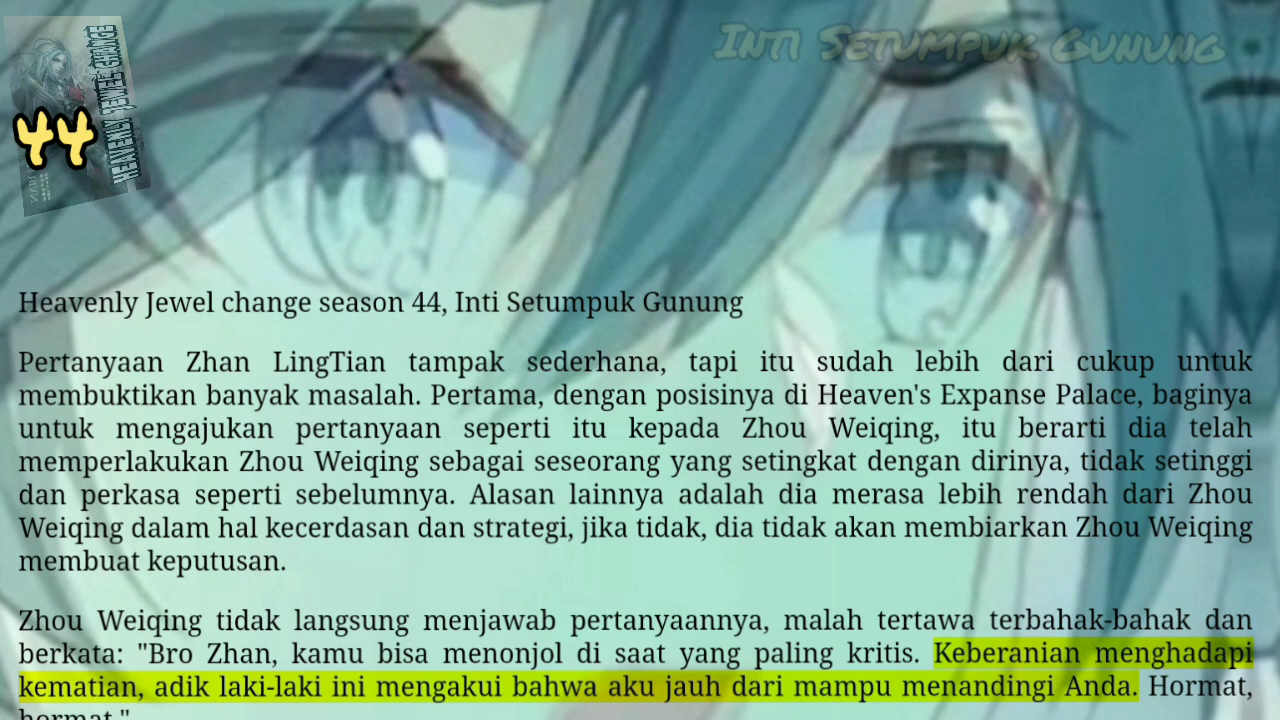 Inti Setumpuk Gunung
44
HEAVENLY JEWEL CHANGE
Heavenly Jewel change season 44, Inti Setumpuk Gunung
Pertanyaan Zhan LingTian tampak sederhana, tapi itu sudah lebih dari cukup untuk
membuktikan banyak masalah. Pertama, dengan posisinya di Heaven's Expanse Palace, baginya
untuk mengajukan pertanyaan seperti itu kepada Zhou Weiqing, itu berarti dia telah
memperlakukan Zhou Weiqing sebagai seseorang yang setingkat dengan dirinya, tidak setinggi
dan perkasa seperti sebelumnya. Alasan lainnya adalah dia merasa lebih rendah dari Zhou
Weiqing dalam hal kecerdasan dan strategi, jika tidak, dia tidak akan membiarkan Zhou Weiqing
membuat keputusan.
Zhou Weiqing tidak langsung menjawab pertanyaannya, malah tertawa terbahak-bahak dan
berkata: "Bro Zhan, kamu bisa menonjol di saat yang paling kritis. Keberanian menghadapi
kematian, adik laki-laki ini mengakui bahwa aku jauh dari mampu menandingi Anda. Hormat,
hormat."